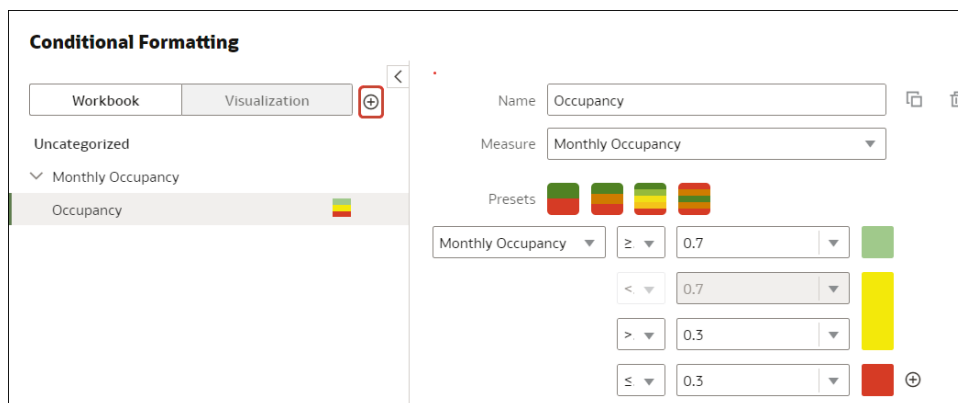 Conditional Formatting
Workbook Visualization
Uncategorized
Monthly Occupancy
Occupancy
Name Occupancy
Measure Monthly Occupancy
Presets
Monthly Occupancy ≥. 0.7
<. 0.7
>. 0.3
≤. 0.3